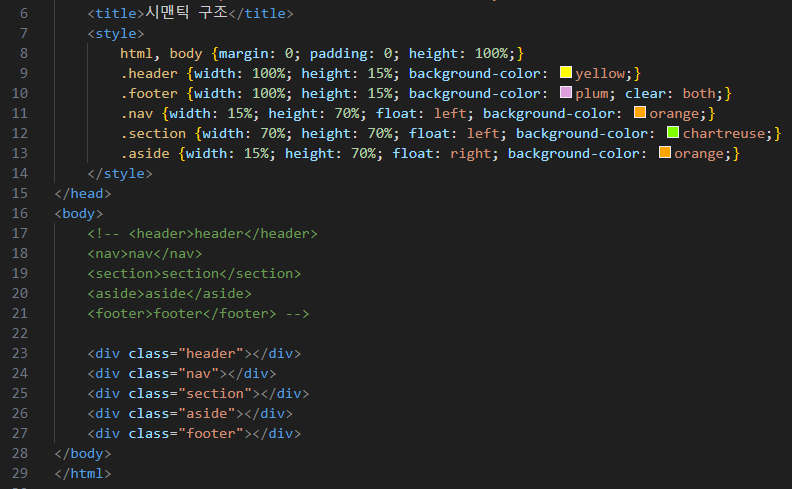 6 <title>시맨틱 구조</title>
7 <style>
8 html, body {margin: 0; padding: 0; height: 100%;}
9 .header {width: 100%; height: 15%; background-color: yellow;}
10 .footer {width: 100%; height: 15%; background-color: plum; clear: both;}
11 .nav {width: 15%; height: 70%; float: left; background-color: orange;}
12 .section {width: 70%; height: 70%; float: left; background-color: chartreuse;}
13 .aside {width: 15%; height: 70%; float: right; background-color: orange;}
14 </style>
15 </head>
16 <body>
17 <!-- <header>header</header>
18 <nav>nav</nav>
19 <section>section</section>
20 <aside>aside</aside>
21 <footer>footer</footer> -->
22
23 <div class="header"></div>
24 <div class="nav"></div>
25 <div class="section"></div>
26 <div class="aside"></div>
27 <div class="footer"></div>
28 </body>
29 </html>